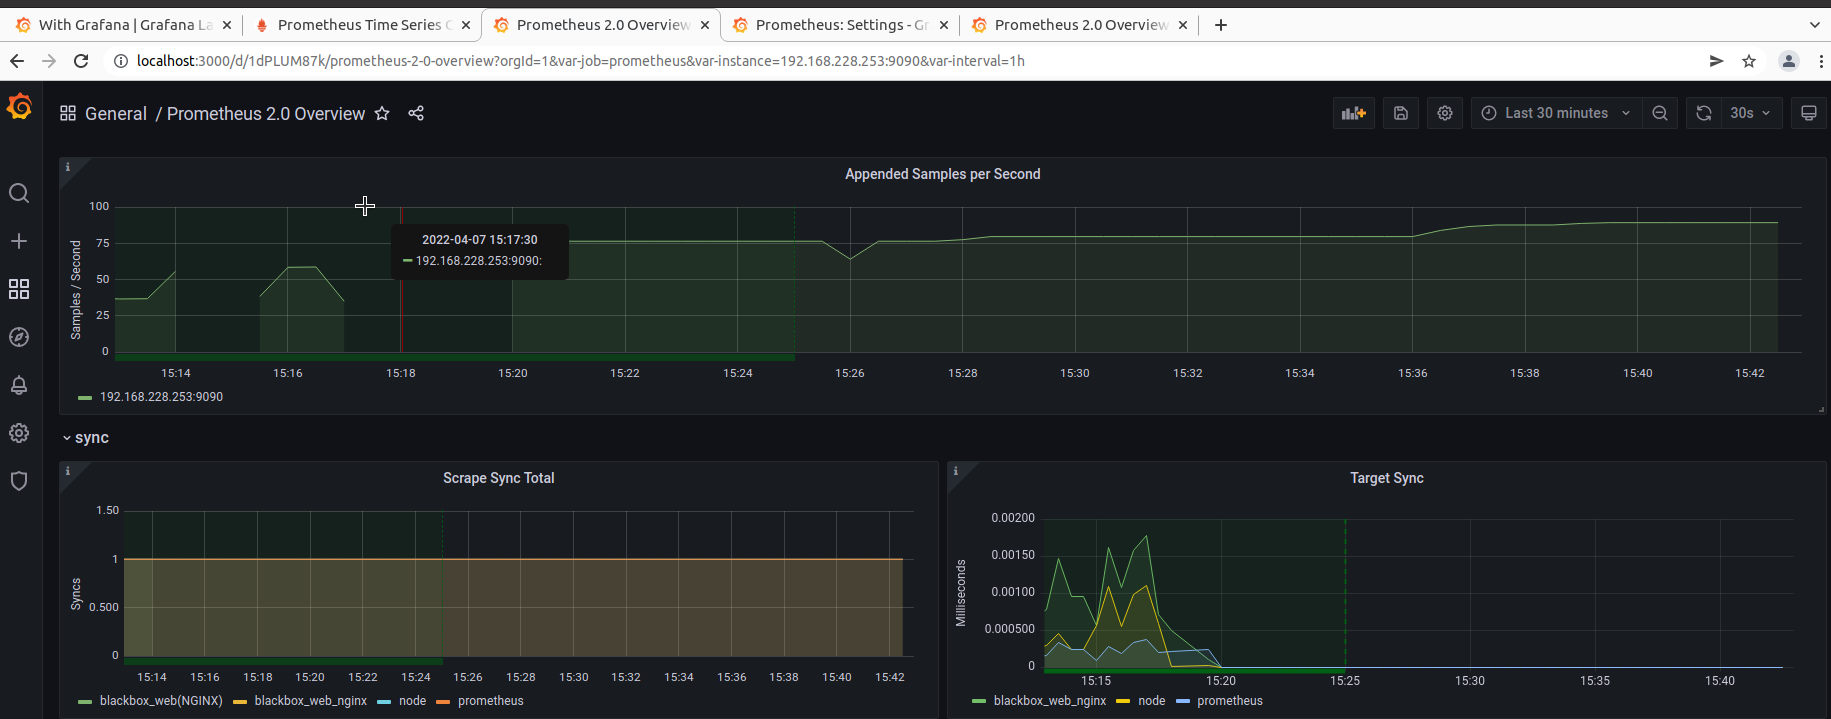 With Grafana | Grafana La
Prometheus Time Series C
Prometheus 2.0 Overview
Prometheus: Settings - Gr
Prometheus 2.0 Overview
localhost:3000/d/1dPLUM87k/prometheus-2-0-overview?orgId=1&var-job=prometheus&var-instance=192.168.228.253:9090&var-interval=1h
General / Prometheus 2.0 Overview
Last 30 minutes
30s
Appended Samples per Second
Samples / Second
100
75
50
25
0
2022-04-07 15:17:30
192.168.228.253:9090:
15:14 15:16 15:18 15:20 15:22 15:24 15:26 15:28 15:30 15:32 15:34 15:36 15:38 15:40 15:42
192.168.228.253:9090
sync
Scrape Sync Total
Syncs
1.50
1
0.500
0
15:14 15:16 15:18 15:20 15:22 15:24 15:26 15:28 15:30 15:32 15:34 15:36 15:38 15:40 15:42
blackbox_web(NGINX) blackbox_web_nginx node prometheus
Target Sync
Milliseconds
0.00200
0.00150
0.00100
0.000500
0
15:15 15:20 15:25 15:30 15:35 15:40
blackbox_web_nginx node prometheus